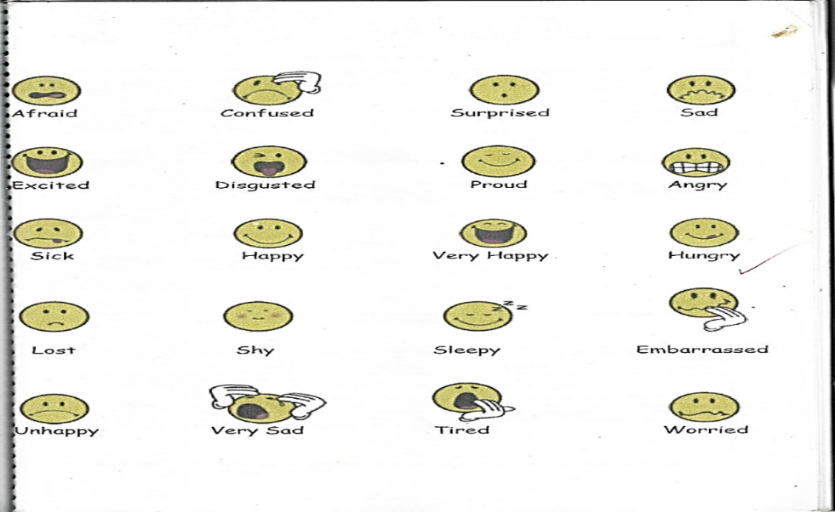 Afraid Confused Surprised Sad
Excited Disgusted Proud Angry
Sick Happy Very Happy Hungry
z z z
Lost Shy Sleepy Embarrassed
Unhappy Very Sad Tired Worried